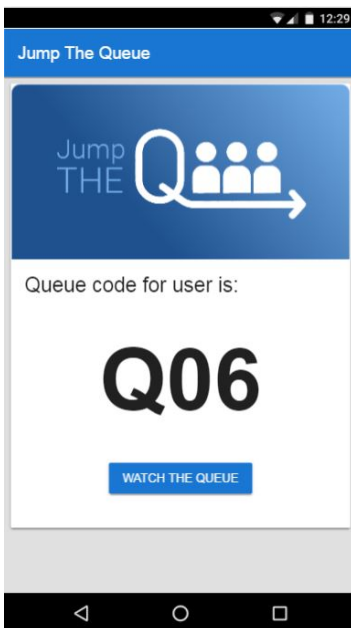 12:29
Jump The Queue
Jump
THE Q
Queue code for user is:
Q06
WATCH THE QUEUE